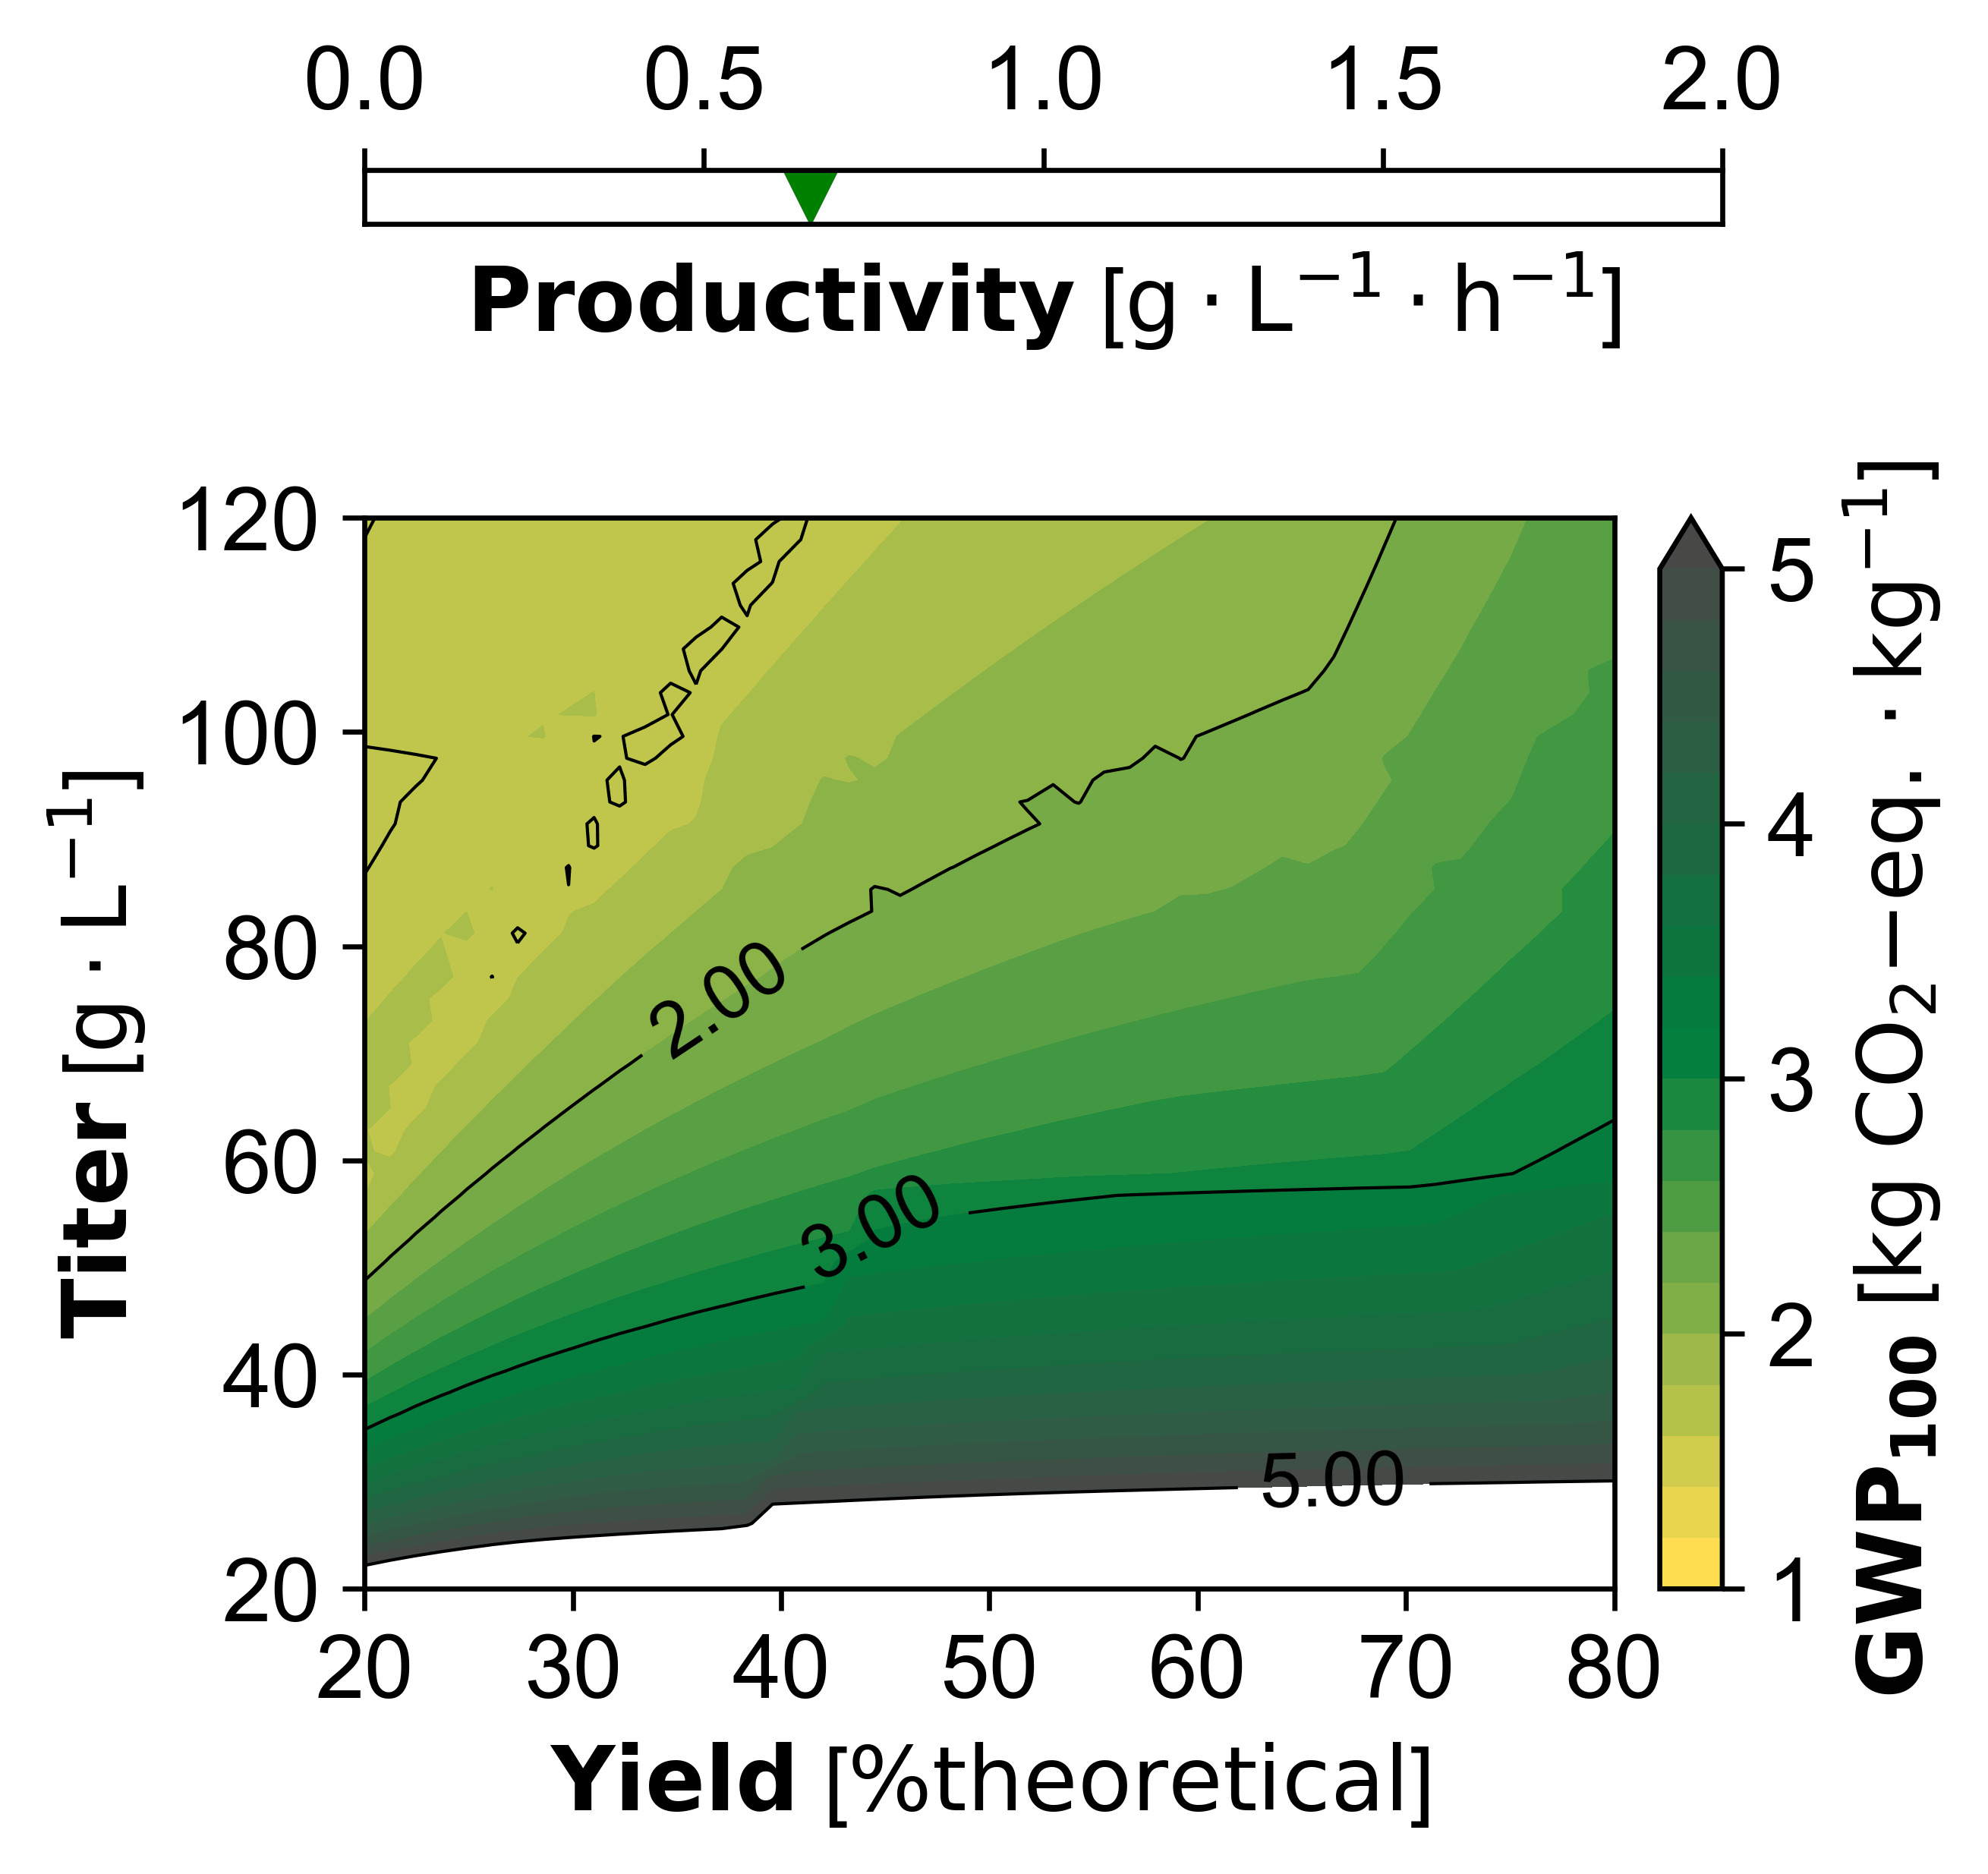 0.0 0.5 1.0 1.5 2.0
Productivity [g · L⁻¹ · h⁻¹]
120
100
80
60
40
20
Titer [g · L⁻¹]
2.00
3.00
5.00
20 30 40 50 60 70 80
Yield [%theoretical]
5
4
3
2
1
GWP₁₀₀ [kg CO₂−eq. · kg⁻¹]